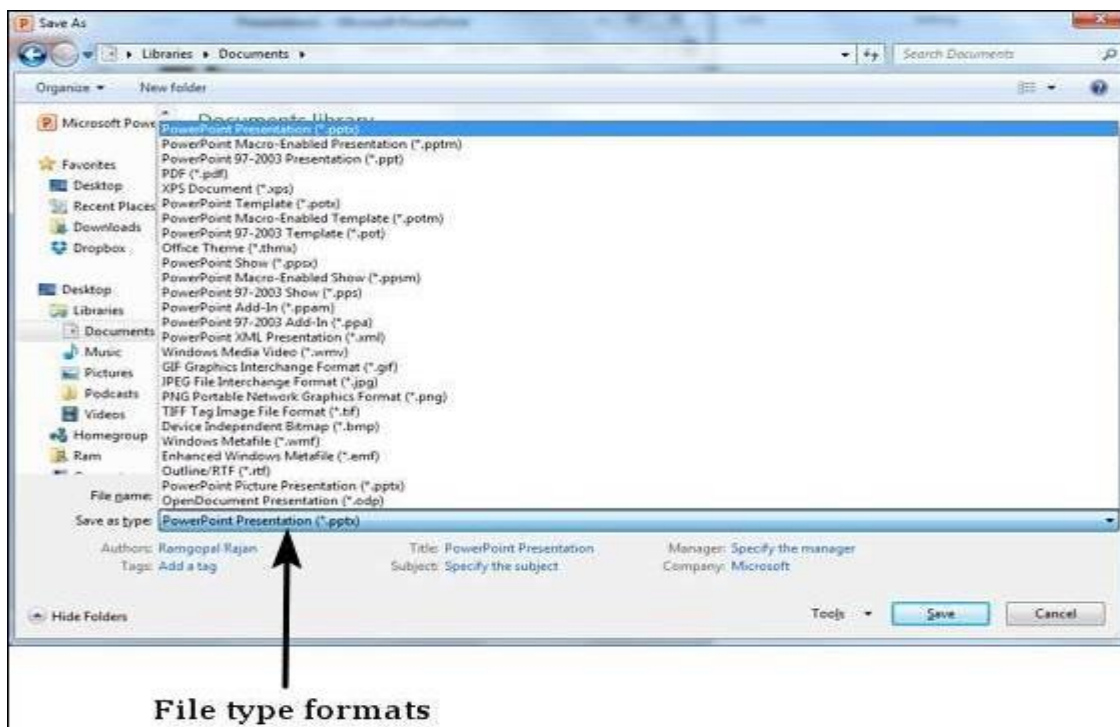 Save As
Libraries ▸ Documents ▸
Search Documents
Organize New folder
Microsoft Powe
Documents library
Favorites
Desktop
Recent Places
Downloads
Dropbox
Desktop
Libraries
Documents
Music
Pictures
Podcasts
Videos
Homegroup
Ram
PowerPoint Presentation (*.pptx)
PowerPoint Macro-Enabled Presentation (*.pptm)
PowerPoint 97-2003 Presentation (*.ppt)
PDF (*.pdf)
XPS Document (*.xps)
PowerPoint Template (*.potx)
PowerPoint Macro-Enabled Template (*.potm)
PowerPoint 97-2003 Template (*.pot)
Office Theme (*.thmx)
PowerPoint Show (*.ppsx)
PowerPoint Macro-Enabled Show (*.ppsm)
PowerPoint 97-2003 Show (*.pps)
PowerPoint Add-In (*.ppam)
PowerPoint 97-2003 Add-In (*.ppa)
PowerPoint XML Presentation (*.xml)
Windows Media Video (*.wmv)
GIF Graphics Interchange Format (*.gif)
JPEG File Interchange Format (*.jpg)
PNG Portable Network Graphics Format (*.png)
TIFF Tag Image File Format (*.tif)
Device Independent Bitmap (*.bmp)
Windows Metafile (*.wmf)
Enhanced Windows Metafile (*.emf)
Outline/RTF (*.rtf)
PowerPoint Picture Presentation (*.pptx)
OpenDocument Presentation (*.odp)
File name:
Save as type: PowerPoint Presentation (*.pptx)
Authors: Ramgopal Rajan Title: PowerPoint Presentation Manager: Specify the manager
Tags: Add a tag Subject: Specify the subject Company: Microsoft
Hide Folders Tools Save Cancel
File type formats